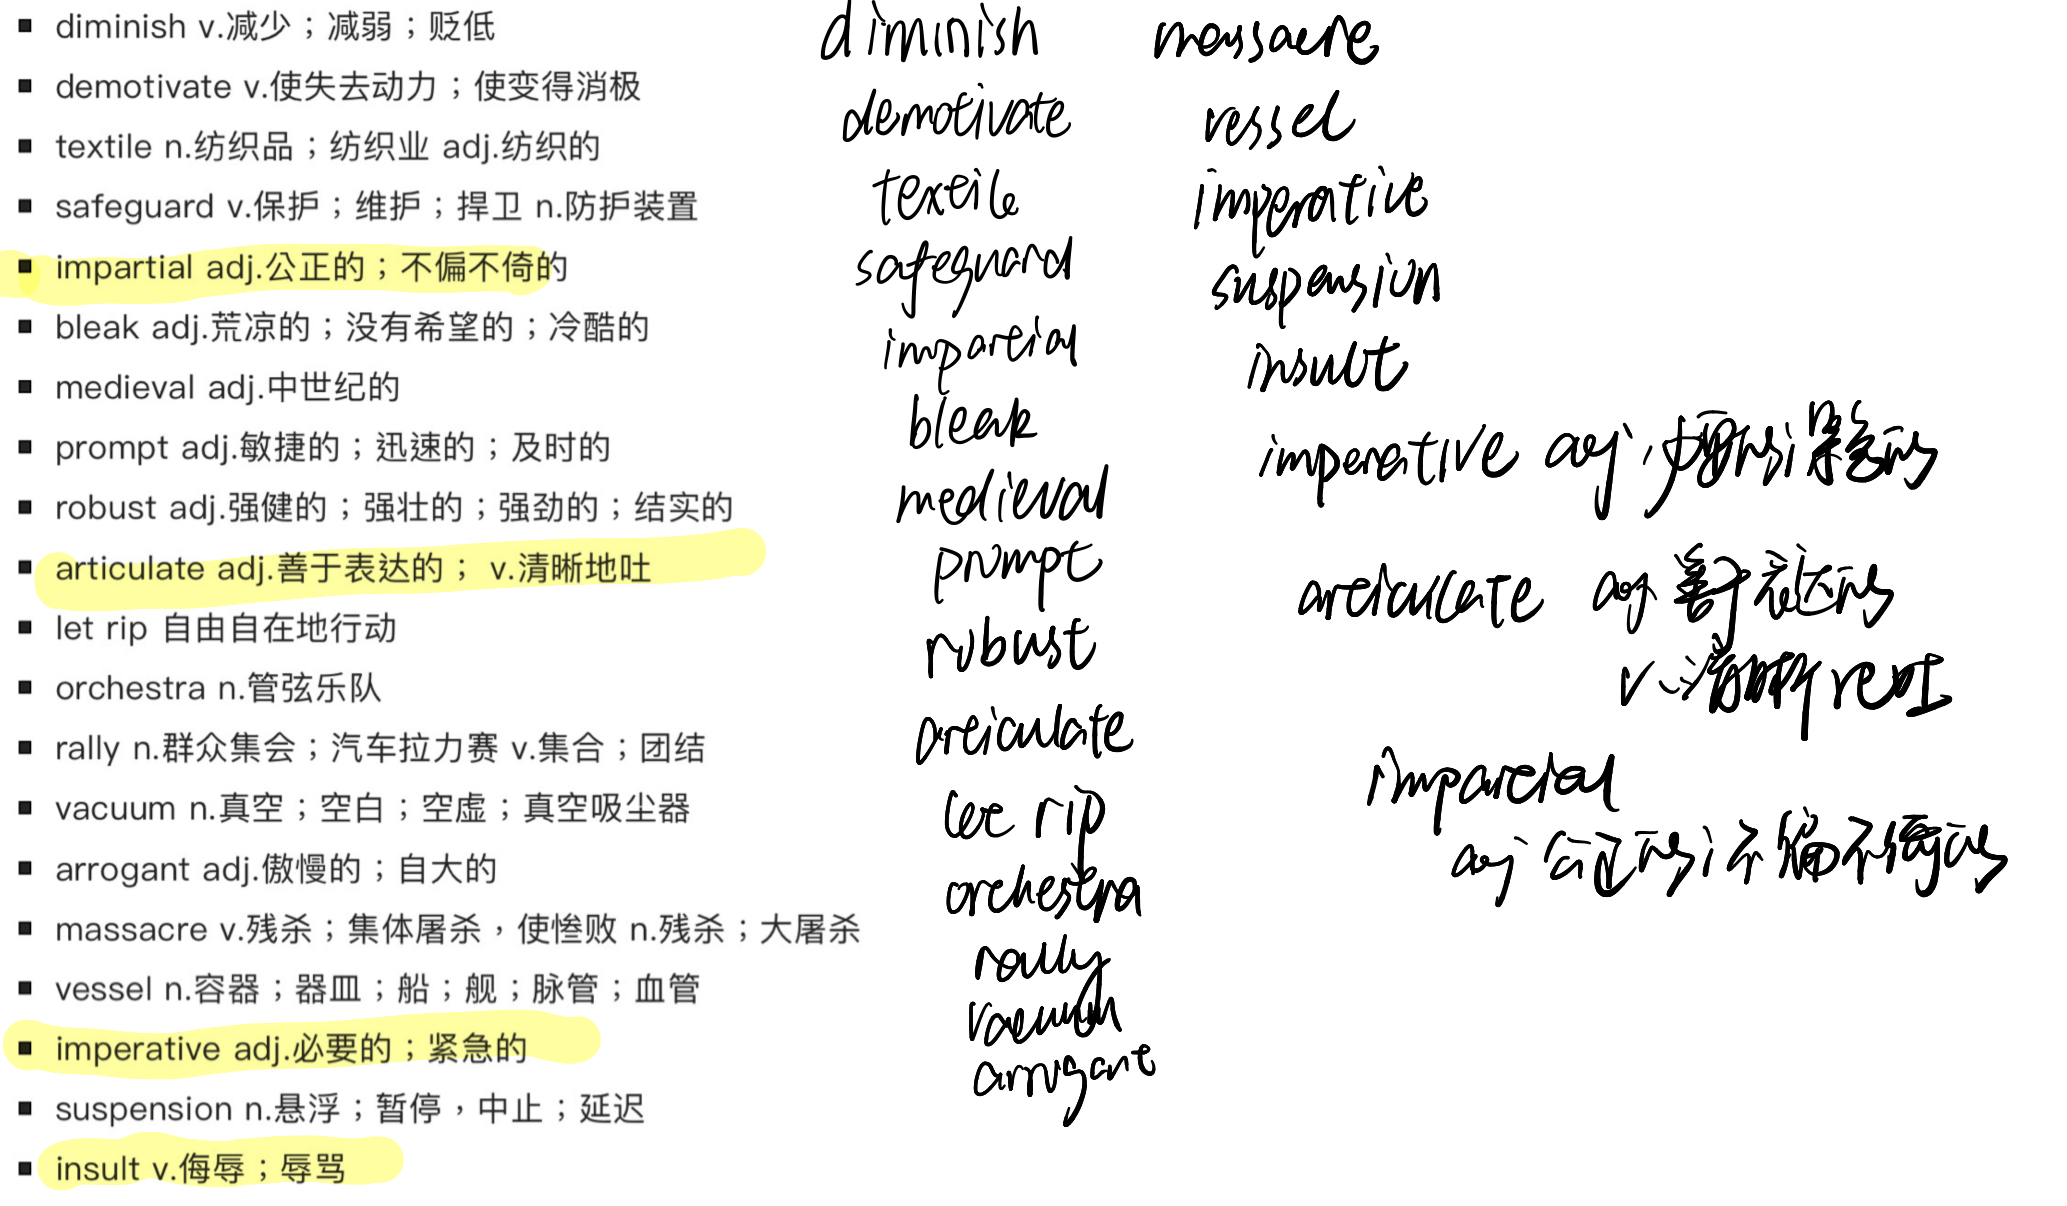 diminish v.减少；减弱；贬低
demotivate v.使失去动力；使变得消极
textile n.纺织品；纺织业 adj.纺织的
safeguard v.保护；维护；捍卫 n.防护装置
impartial adj.公正的；不偏不倚的
bleak adj.荒凉的；没有希望的；冷酷的
medieval adj.中世纪的
prompt adj.敏捷的；迅速的；及时的
robust adj.强健的；强壮的；强劲的；结实的
articulate adj.善于表达的； v.清晰地吐
let rip 自由自在地行动
orchestra n.管弦乐队
rally n.群众集会；汽车拉力赛 v.集合；团结
vacuum n.真空；空白；空虚；真空吸尘器
arrogant adj.傲慢的；自大的
massacre v.残杀；集体屠杀，使惨败 n.残杀；大屠杀
vessel n.容器；器皿；船；舰；脉管；血管
imperative adj.必要的；紧急的
suspension n.悬浮；暂停，中止；延迟
insult v.侮辱；辱骂
diminish
demotivate
textile
safeguard
impartial
bleak
medieval
prompt
robust
articulate
let rip
orchestra
rally
vacuum
arrogant
massacre
vessel
imperative
suspension
insult
imperative adj.必要的；紧急的
articulate adj 善于表达的
v.清晰地吐
impartial
adj 公正的；不偏不倚的